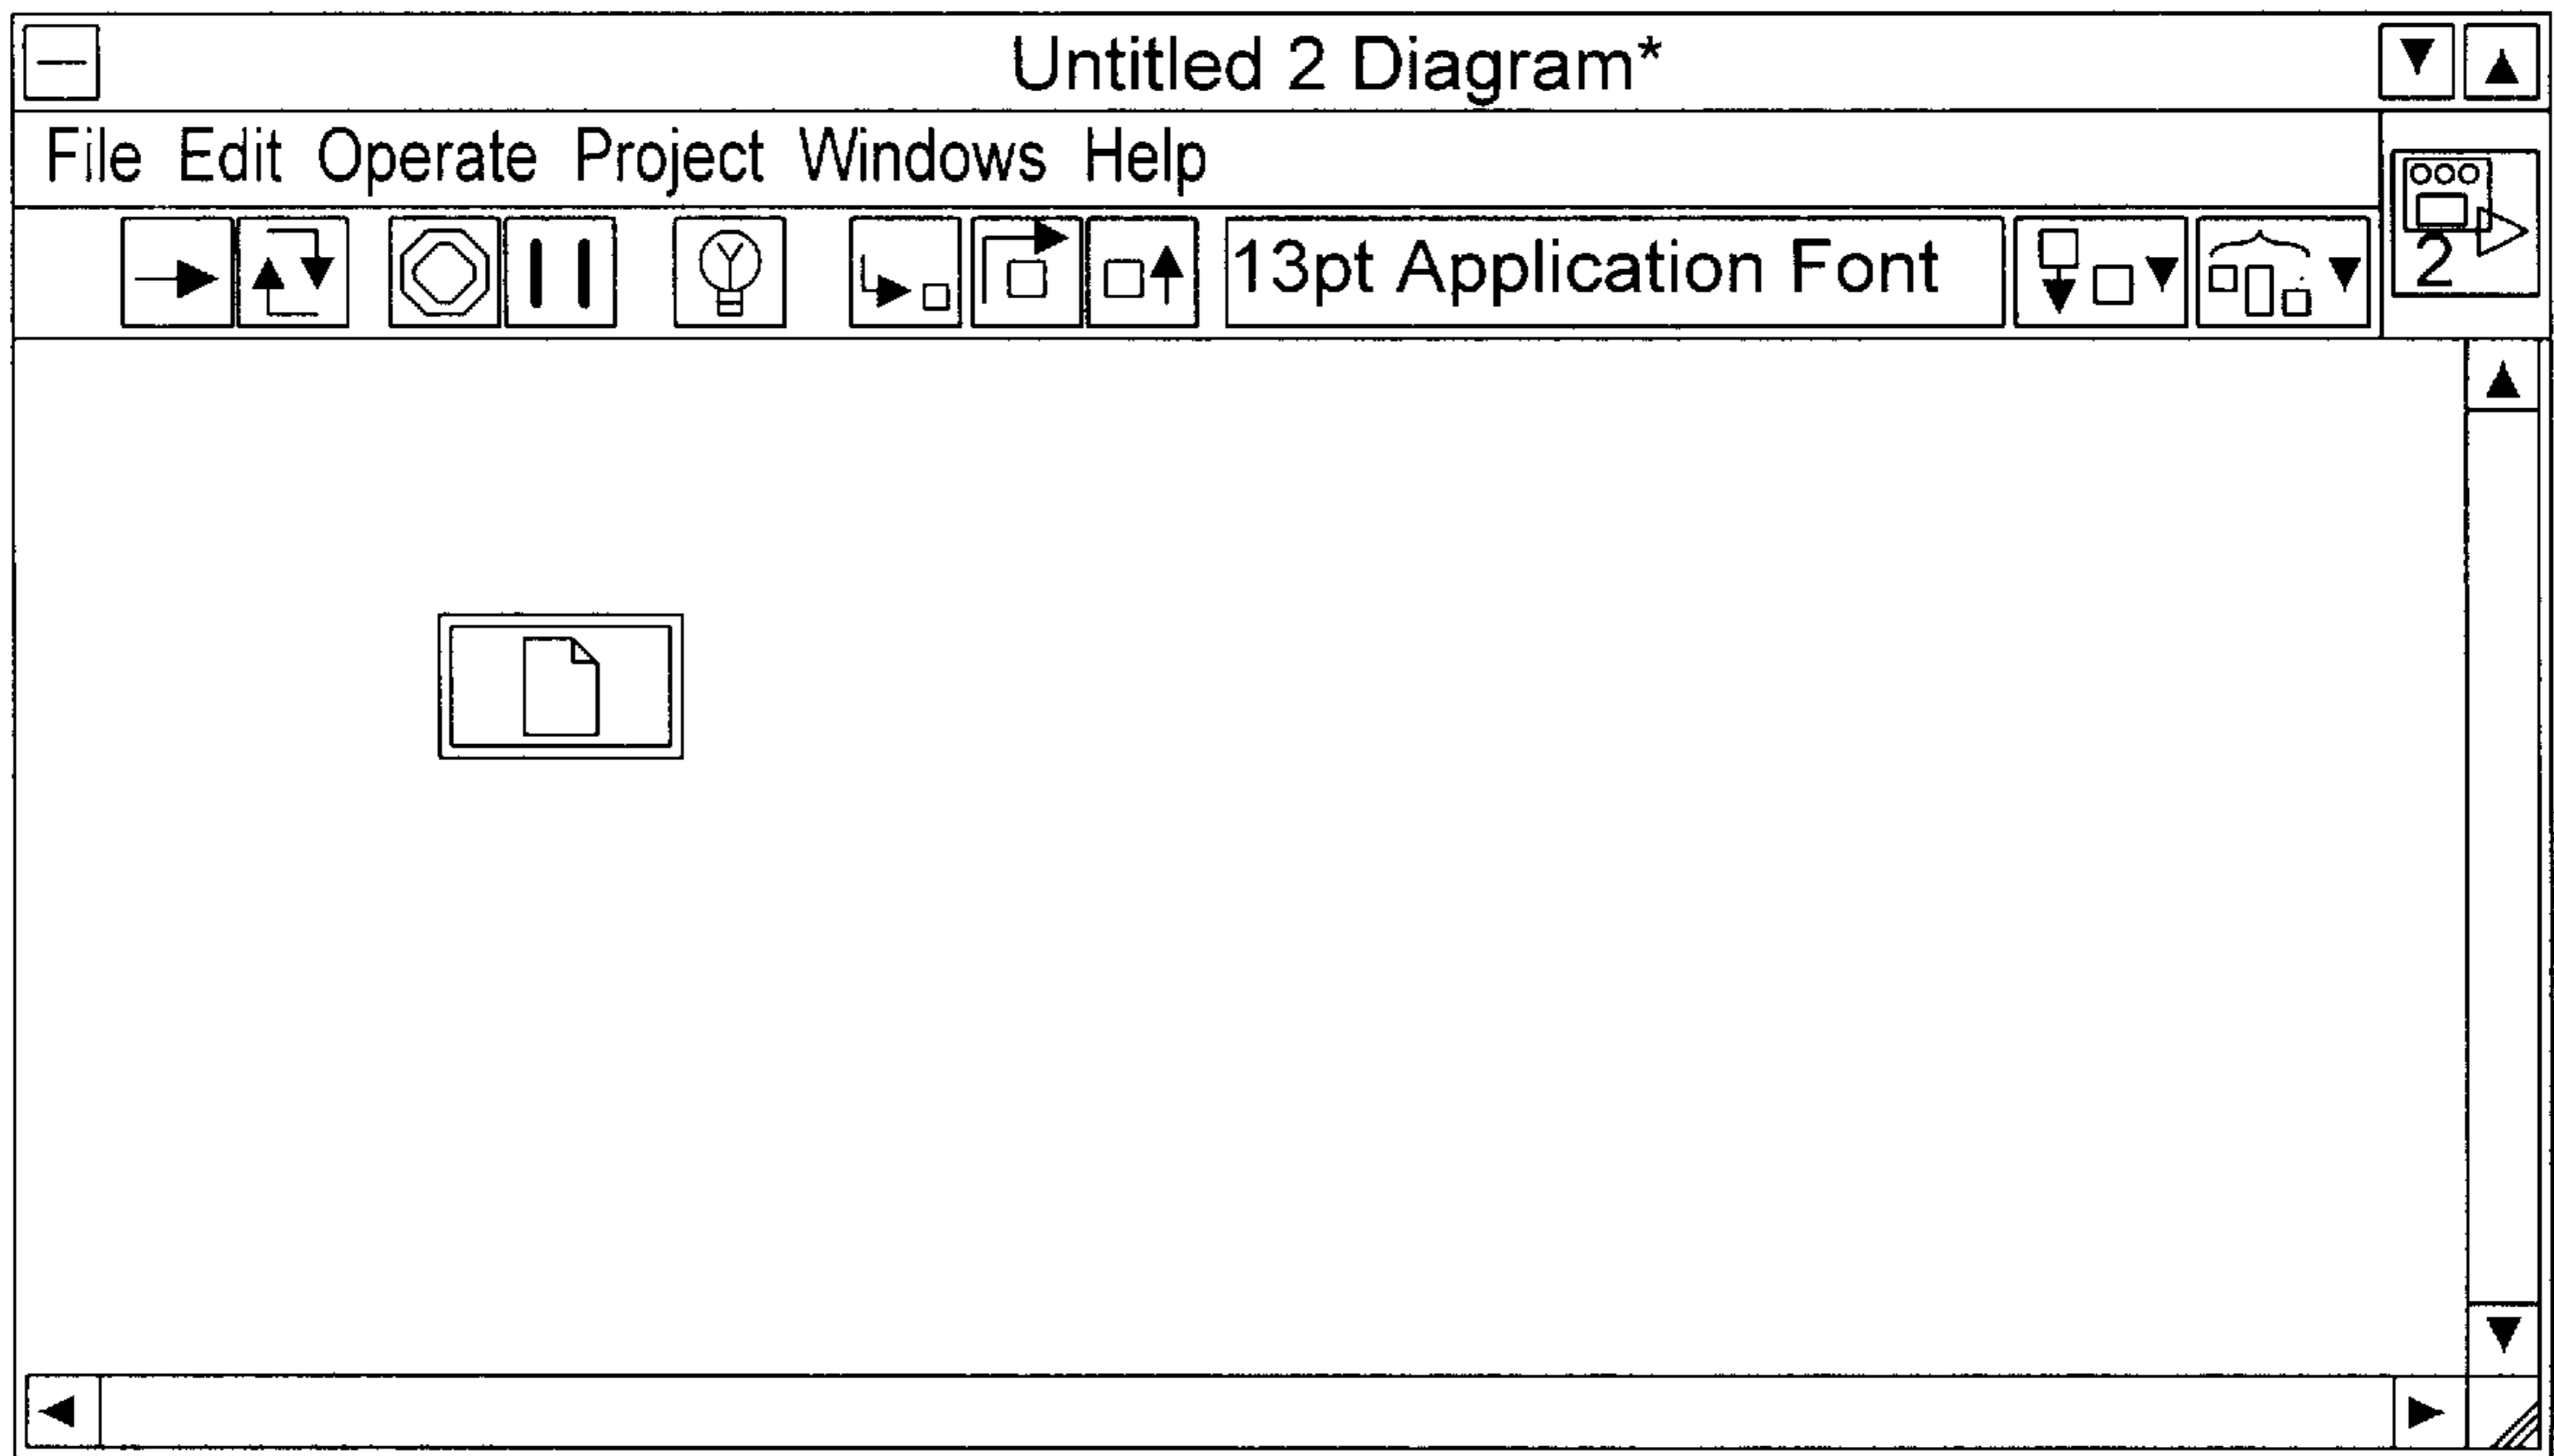 Untitled 2 Diagram*
File Edit Operate Project Windows Help
13pt Application Font
2